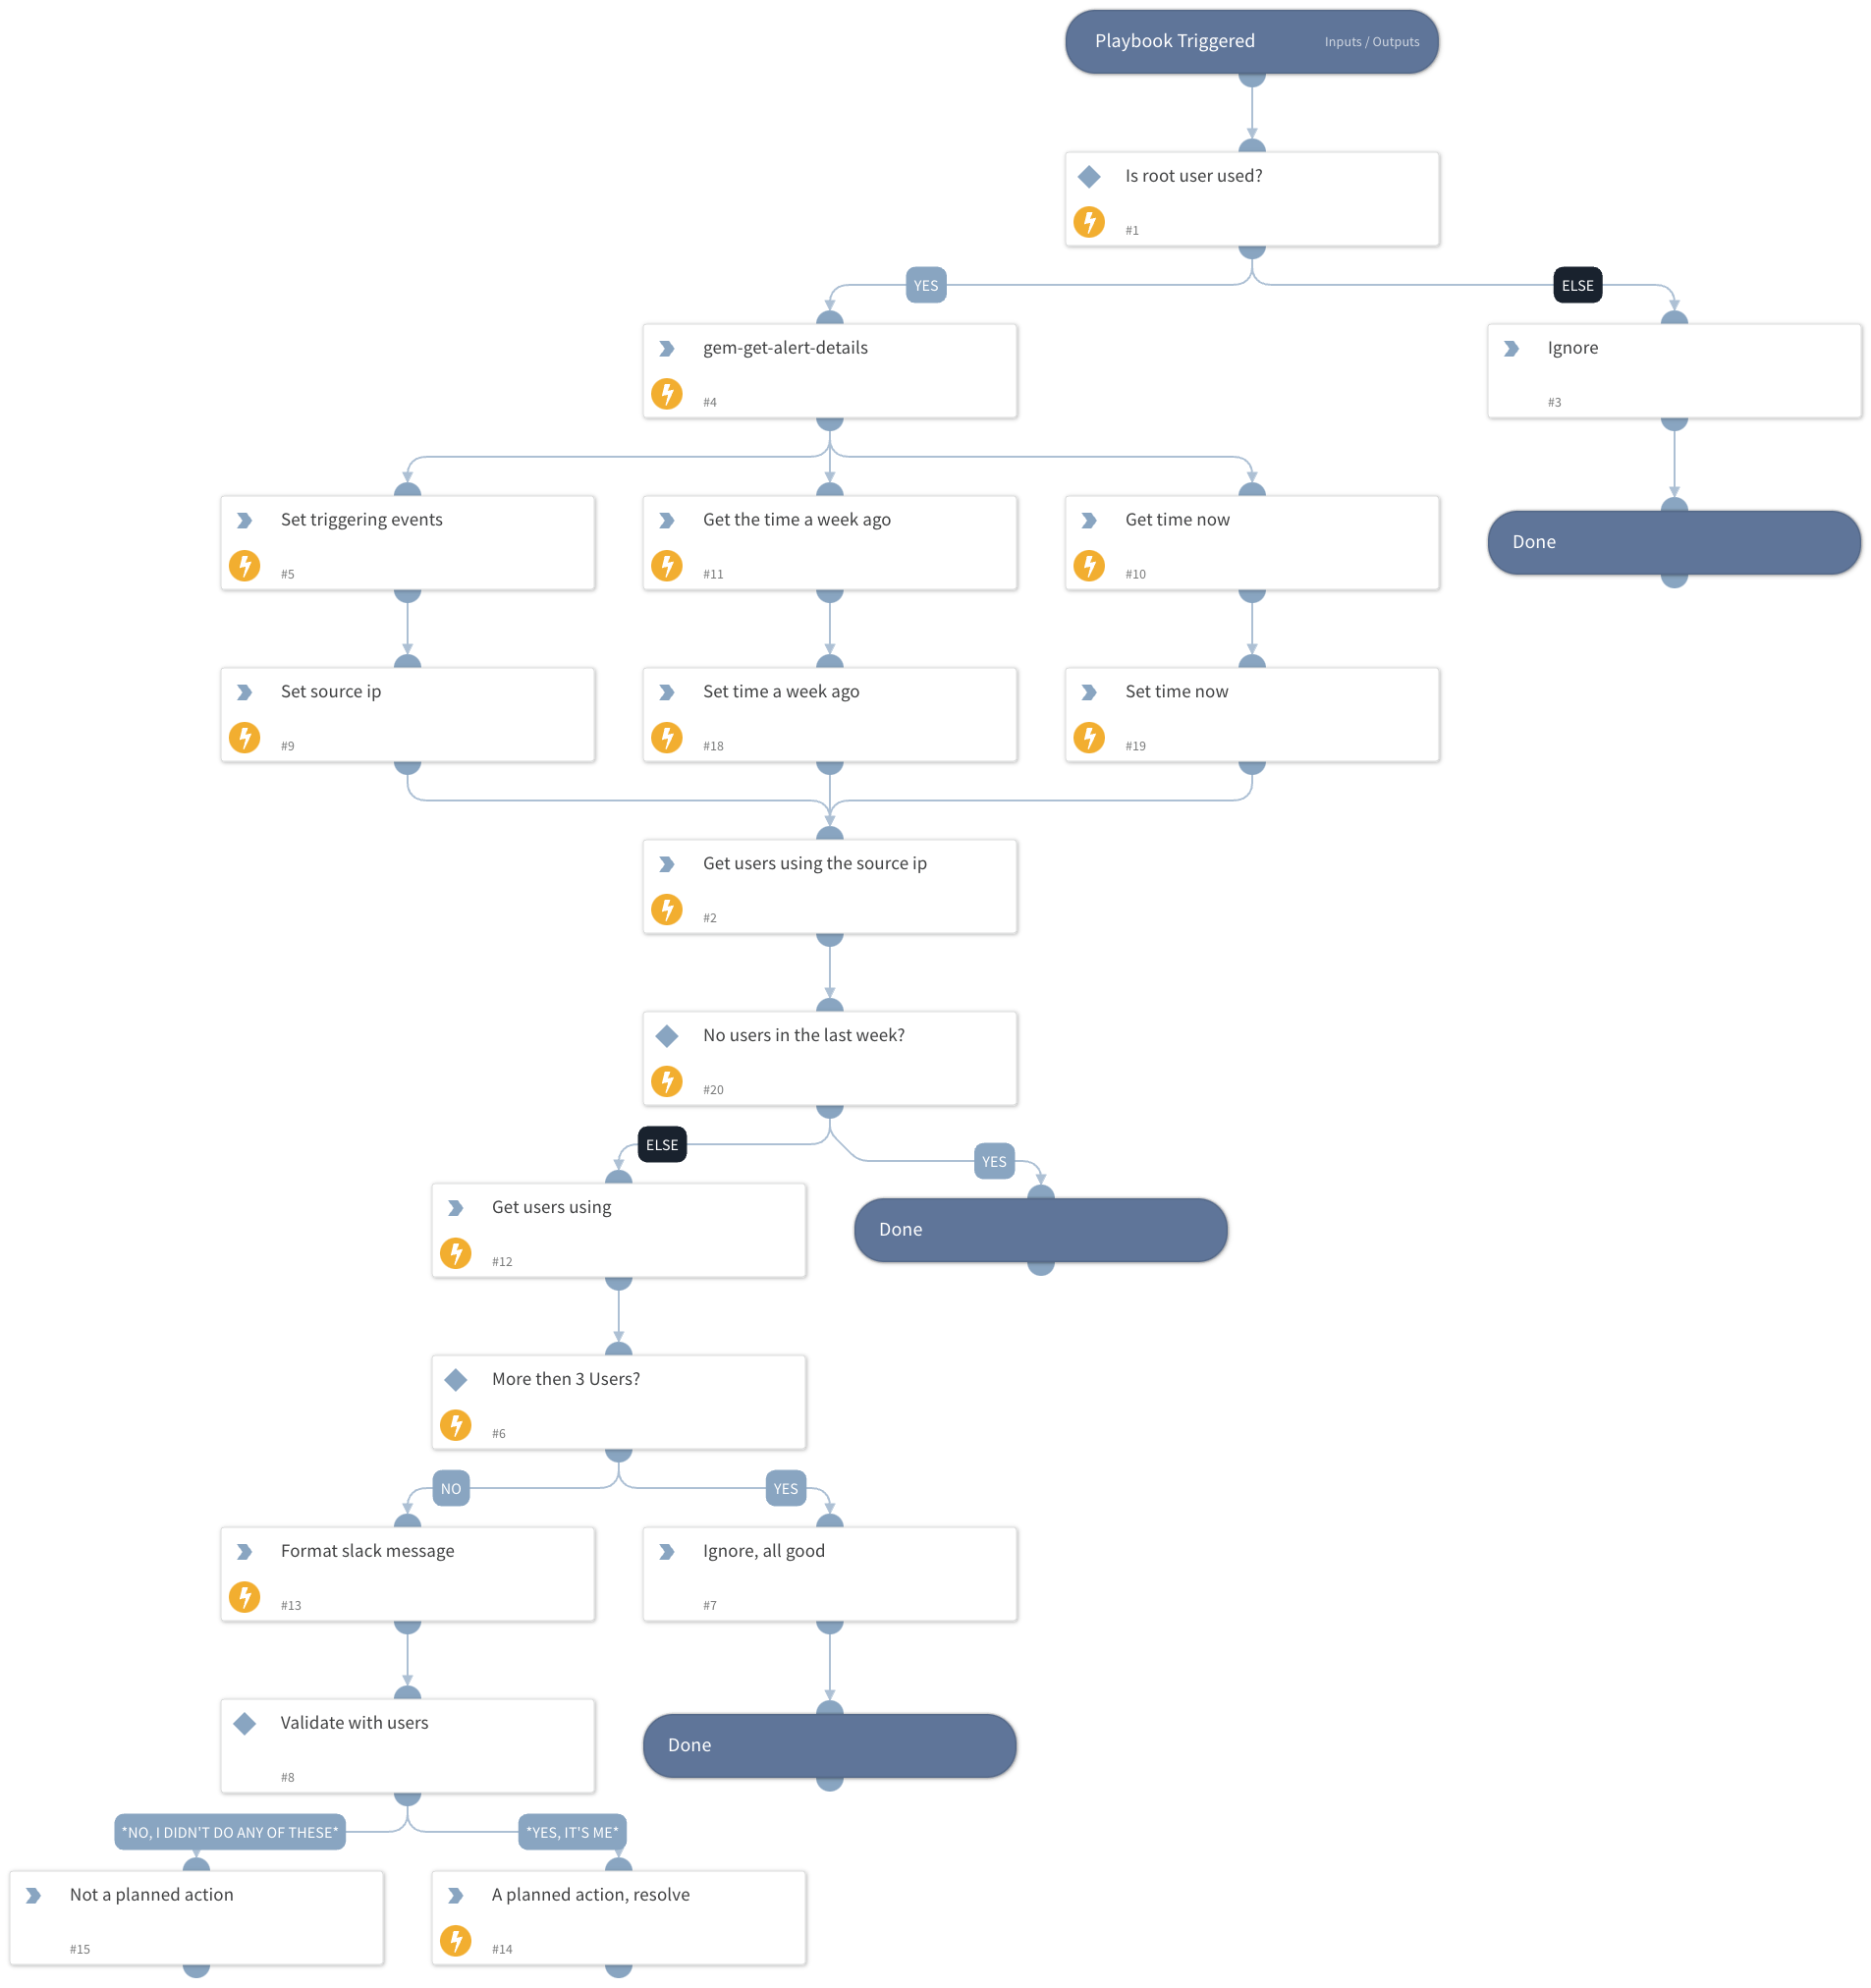 Playbook Triggered Inputs / Outputs
Is root user used?
#1
YES
ELSE
gem-get-alert-details
#4
Ignore
#3
Set triggering events
#5
Get the time a week ago
#11
Get time now
#10
Done
Set source ip
#9
Set time a week ago
#18
Set time now
#19
Get users using the source ip
#2
No users in the last week?
#20
ELSE
YES
Get users using
#12
Done
More then 3 Users?
#6
NO
YES
Format slack message
#13
Ignore, all good
#7
Validate with users
#8
Done
*NO, I DIDN'T DO ANY OF THESE*
*YES, IT'S ME*
Not a planned action
#15
A planned action, resolve
#14